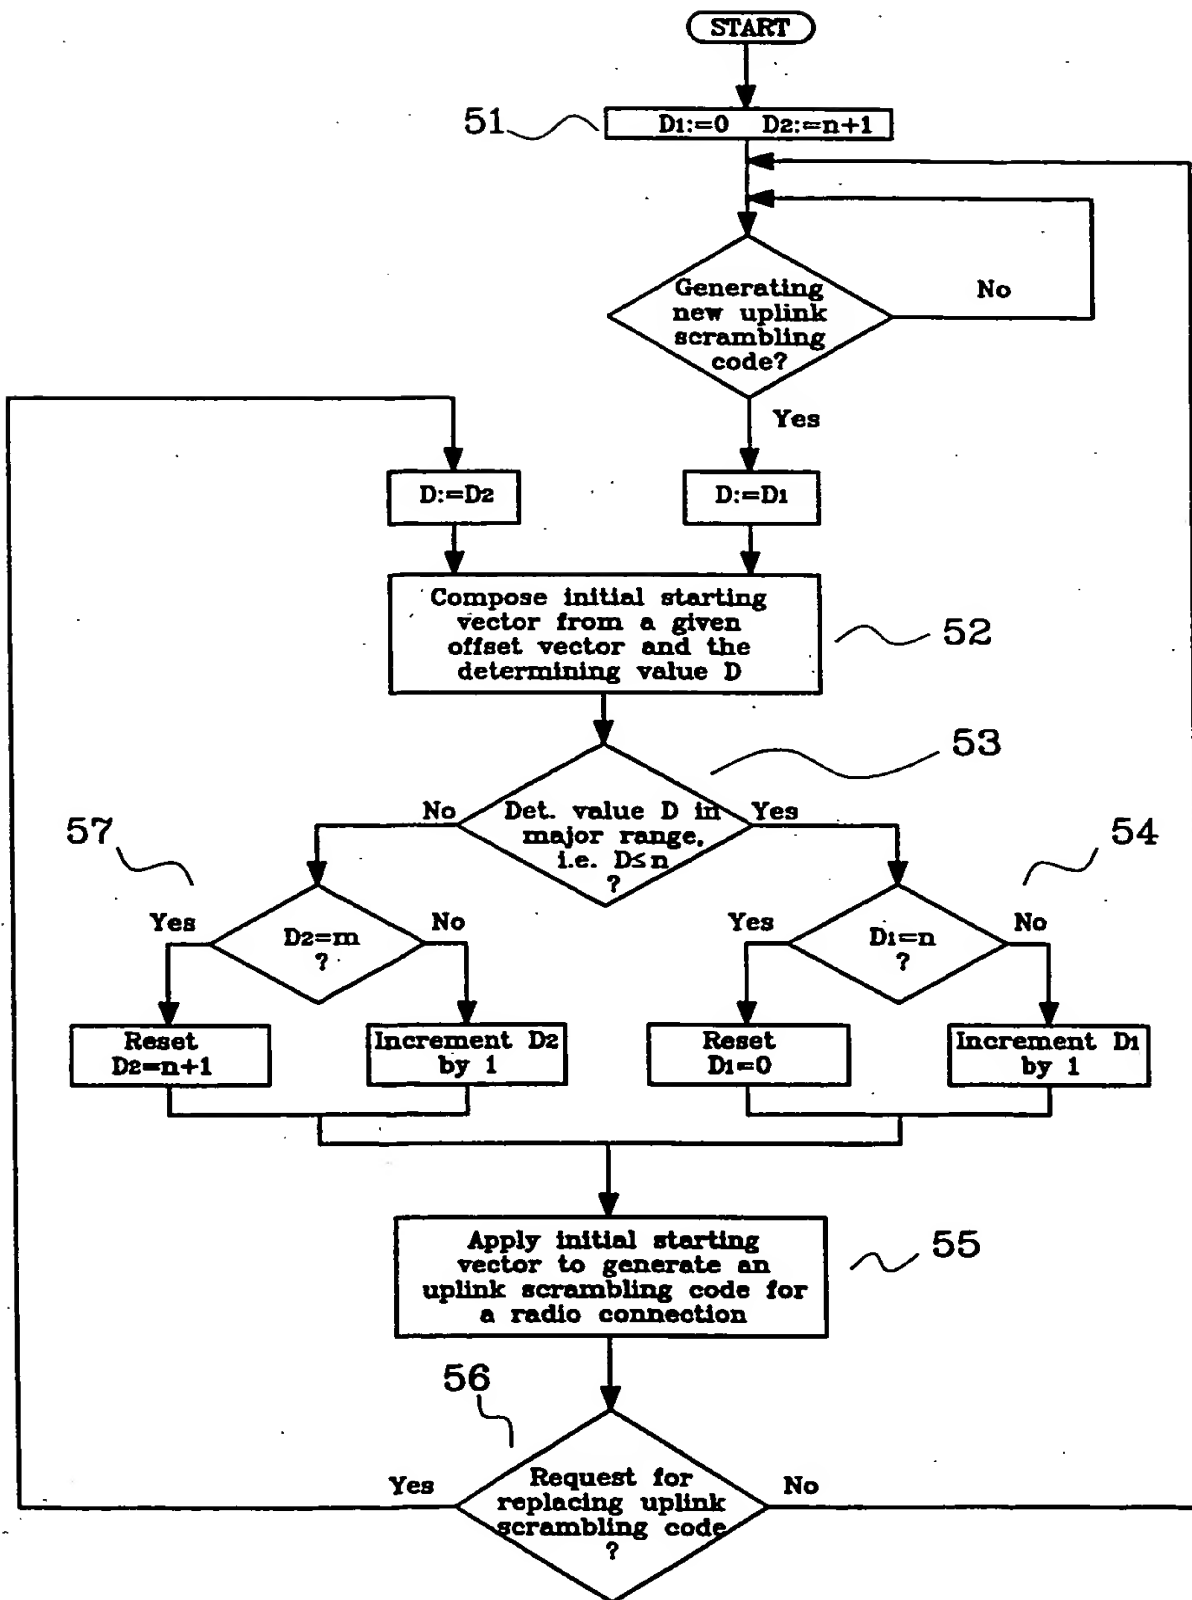 START
51
D1:=0 D2:=n+1
Generating
new uplink
scrambling
code?
No
Yes
D:=D2
D:=D1
Compose initial starting
vector from a given
offset vector and the
determining value D
52
53
No
Det. value D in
major range,
i.e. D≤n
?
Yes
57
54
Yes
D2=m
?
No
Yes
D1=n
?
No
Reset
D2=n+1
Increment D2
by 1
Reset
D1=0
Increment D1
by 1
Apply initial starting
vector to generate an
uplink scrambling code for
a radio connection
55
56
Yes
Request for
replacing uplink
scrambling code
?
No